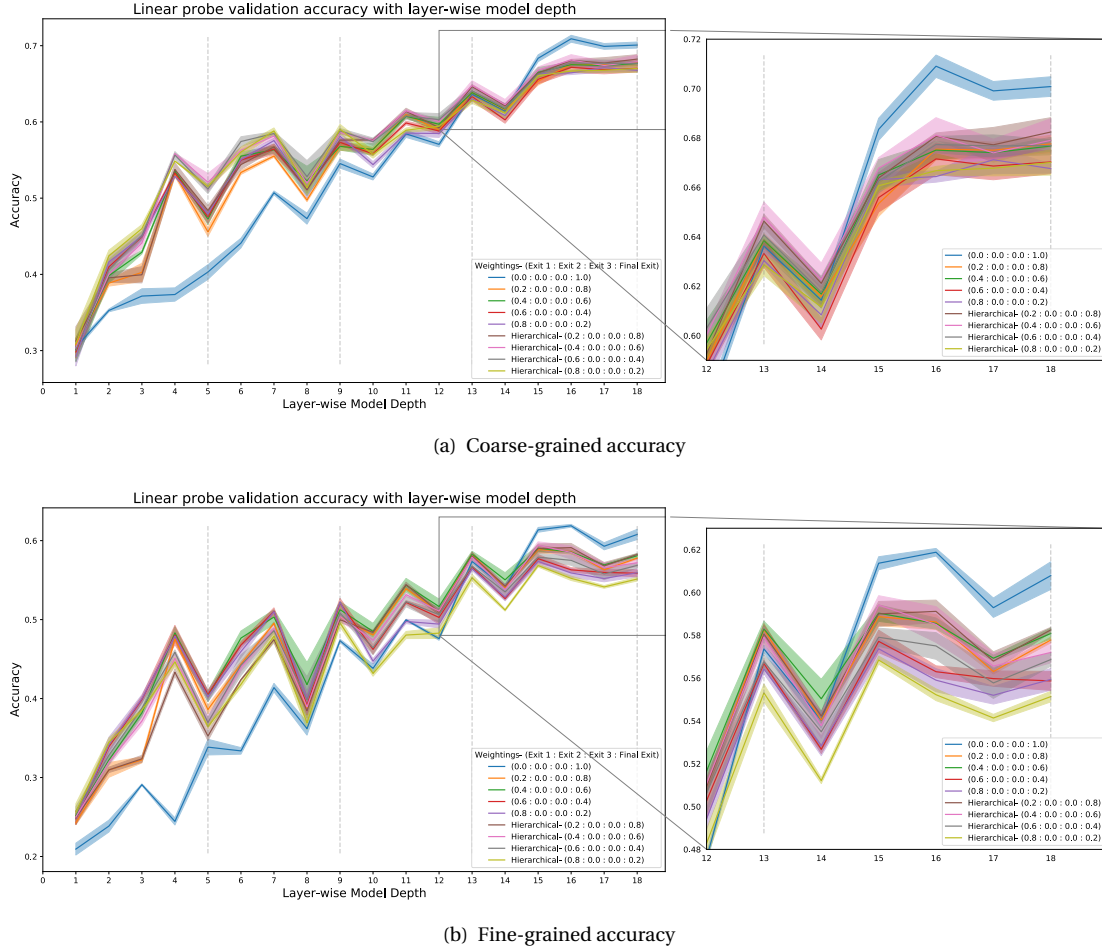 Linear probe validation accuracy with layer-wise model depth
0.7
0.6
0.5
0.4
0.3
Accuracy
0 1 2 3 4 5 6 7 8 9 10 11 12 13 14 15 16 17 18
Layer-wise Model Depth
Weightings- (Exit 1 : Exit 2 : Exit 3 : Final Exit)
(0.0 : 0.0 : 0.0 : 1.0)
(0.2 : 0.0 : 0.0 : 0.8)
(0.4 : 0.0 : 0.0 : 0.6)
(0.6 : 0.0 : 0.0 : 0.4)
(0.8 : 0.0 : 0.0 : 0.2)
Hierarchical- (0.2 : 0.0 : 0.0 : 0.8)
Hierarchical- (0.4 : 0.0 : 0.0 : 0.6)
Hierarchical- (0.6 : 0.0 : 0.0 : 0.4)
Hierarchical- (0.8 : 0.0 : 0.0 : 0.2)
0.72
0.70
0.68
0.66
0.64
0.62
0.60
12 13 14 15 16 17 18
(0.0 : 0.0 : 0.0 : 1.0)
(0.2 : 0.0 : 0.0 : 0.8)
(0.4 : 0.0 : 0.0 : 0.6)
(0.6 : 0.0 : 0.0 : 0.4)
(0.8 : 0.0 : 0.0 : 0.2)
Hierarchical- (0.2 : 0.0 : 0.0 : 0.8)
Hierarchical- (0.4 : 0.0 : 0.0 : 0.6)
Hierarchical- (0.6 : 0.0 : 0.0 : 0.4)
Hierarchical- (0.8 : 0.0 : 0.0 : 0.2)
(a) Coarse-grained accuracy
Linear probe validation accuracy with layer-wise model depth
0.6
0.5
0.4
0.3
0.2
Accuracy
0 1 2 3 4 5 6 7 8 9 10 11 12 13 14 15 16 17 18
Layer-wise Model Depth
Weightings- (Exit 1 : Exit 2 : Exit 3 : Final Exit)
(0.0 : 0.0 : 0.0 : 1.0)
(0.2 : 0.0 : 0.0 : 0.8)
(0.4 : 0.0 : 0.0 : 0.6)
(0.6 : 0.0 : 0.0 : 0.4)
(0.8 : 0.0 : 0.0 : 0.2)
Hierarchical- (0.2 : 0.0 : 0.0 : 0.8)
Hierarchical- (0.4 : 0.0 : 0.0 : 0.6)
Hierarchical- (0.6 : 0.0 : 0.0 : 0.4)
Hierarchical- (0.8 : 0.0 : 0.0 : 0.2)
0.62
0.60
0.58
0.56
0.54
0.52
0.50
0.48
12 13 14 15 16 17 18
(0.0 : 0.0 : 0.0 : 1.0)
(0.2 : 0.0 : 0.0 : 0.8)
(0.4 : 0.0 : 0.0 : 0.6)
(0.6 : 0.0 : 0.0 : 0.4)
(0.8 : 0.0 : 0.0 : 0.2)
Hierarchical- (0.2 : 0.0 : 0.0 : 0.8)
Hierarchical- (0.4 : 0.0 : 0.0 : 0.6)
Hierarchical- (0.6 : 0.0 : 0.0 : 0.4)
Hierarchical- (0.8 : 0.0 : 0.0 : 0.2)
(b) Fine-grained accuracy